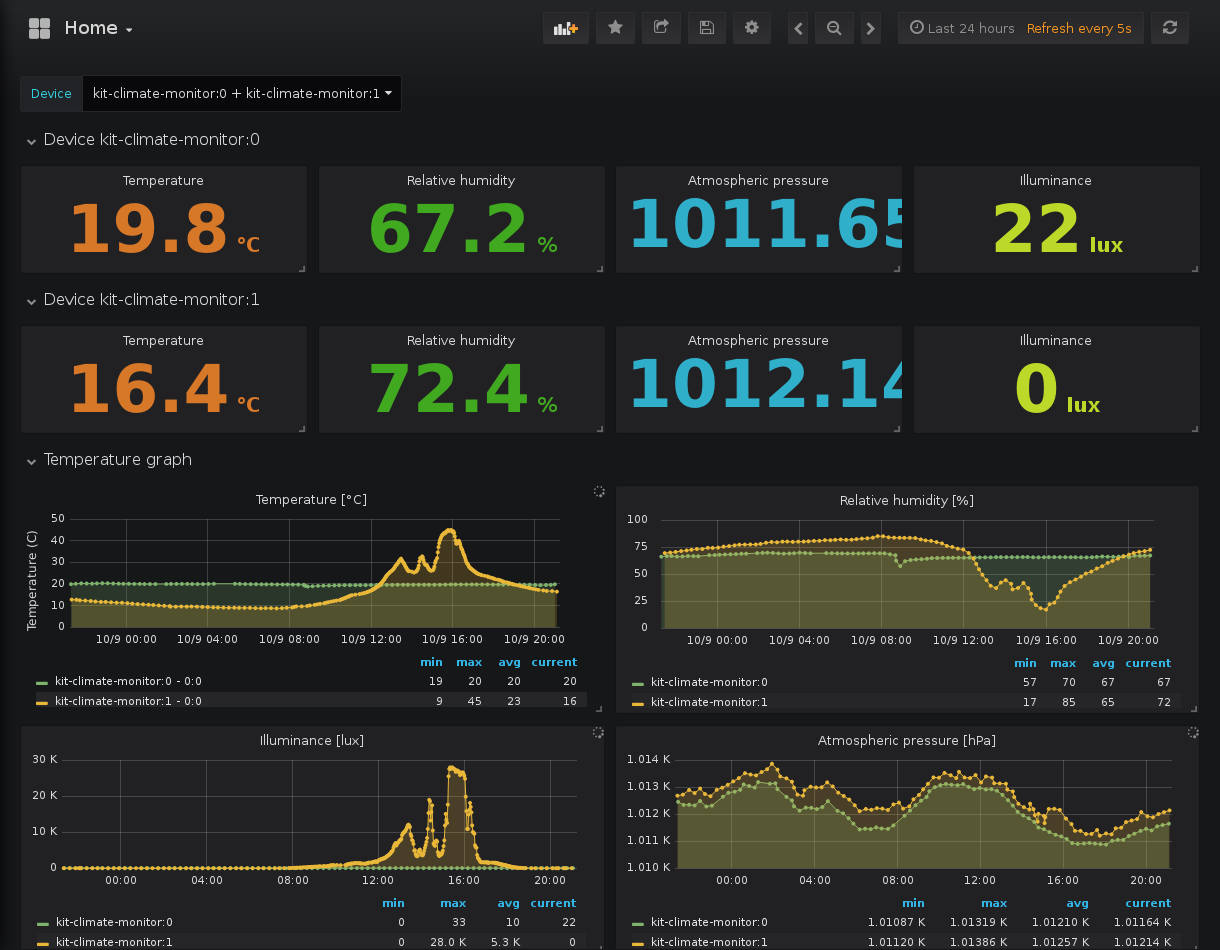 Home
Last 24 hours Refresh every 5s
Device kit-climate-monitor:0 + kit-climate-monitor:1
Device kit-climate-monitor:0
Temperature Relative humidity Atmospheric pressure Illuminance
19.8 °C 67.2 % 1011.65 22 lux
Device kit-climate-monitor:1
Temperature Relative humidity Atmospheric pressure Illuminance
16.4 °C 72.4 % 1012.14 0 lux
Temperature graph
Temperature [°C]
Temperature (C)
50
40
30
20
10
0
10/9 00:00 10/9 04:00 10/9 08:00 10/9 12:00 10/9 16:00 10/9 20:00
min max avg current
kit-climate-monitor:0 - 0:0 19 20 20 20
kit-climate-monitor:1 - 0:0 9 45 23 16
Relative humidity [%]
100
75
50
25
0
10/9 00:00 10/9 04:00 10/9 08:00 10/9 12:00 10/9 16:00 10/9 20:00
min max avg current
kit-climate-monitor:0 57 70 67 67
kit-climate-monitor:1 17 85 65 72
Illuminance [lux]
30 K
20 K
10 K
0
00:00 04:00 08:00 12:00 16:00 20:00
min max avg current
kit-climate-monitor:0 0 33 10 22
kit-climate-monitor:1 0 28.0 K 5.3 K 0
Atmospheric pressure [hPa]
1.014 K
1.013 K
1.012 K
1.011 K
1.010 K
00:00 04:00 08:00 12:00 16:00 20:00
min max avg current
kit-climate-monitor:0 1.01087 K 1.01319 K 1.01210 K 1.01164 K
kit-climate-monitor:1 1.01120 K 1.01386 K 1.01257 K 1.01214 K